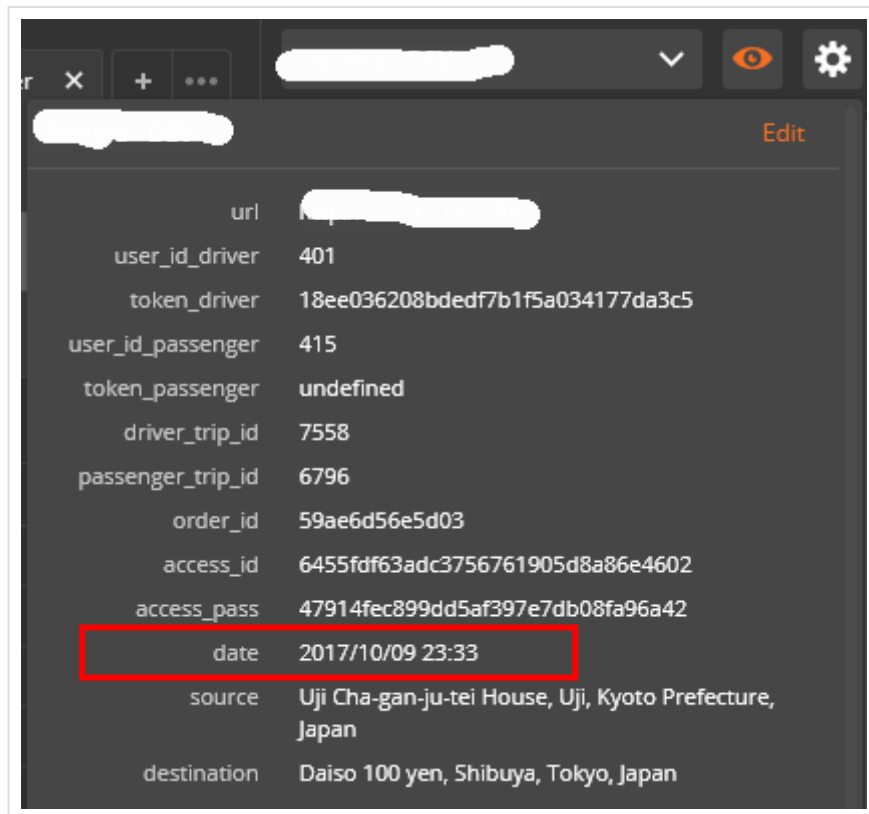 er × + •••
Edit
url
user_id_driver 401
token_driver 18ee036208bdedf7b1f5a034177da3c5
user_id_passenger 415
token_passenger undefined
driver_trip_id 7558
passenger_trip_id 6796
order_id 59ae6d56e5d03
access_id 6455fdf63adc3756761905d8a86e4602
access_pass 47914fec899dd5af397e7db08fa96a42
date 2017/10/09 23:33
source Uji Cha-gan-ju-tei House, Uji, Kyoto Prefecture,
Japan
destination Daiso 100 yen, Shibuya, Tokyo, Japan